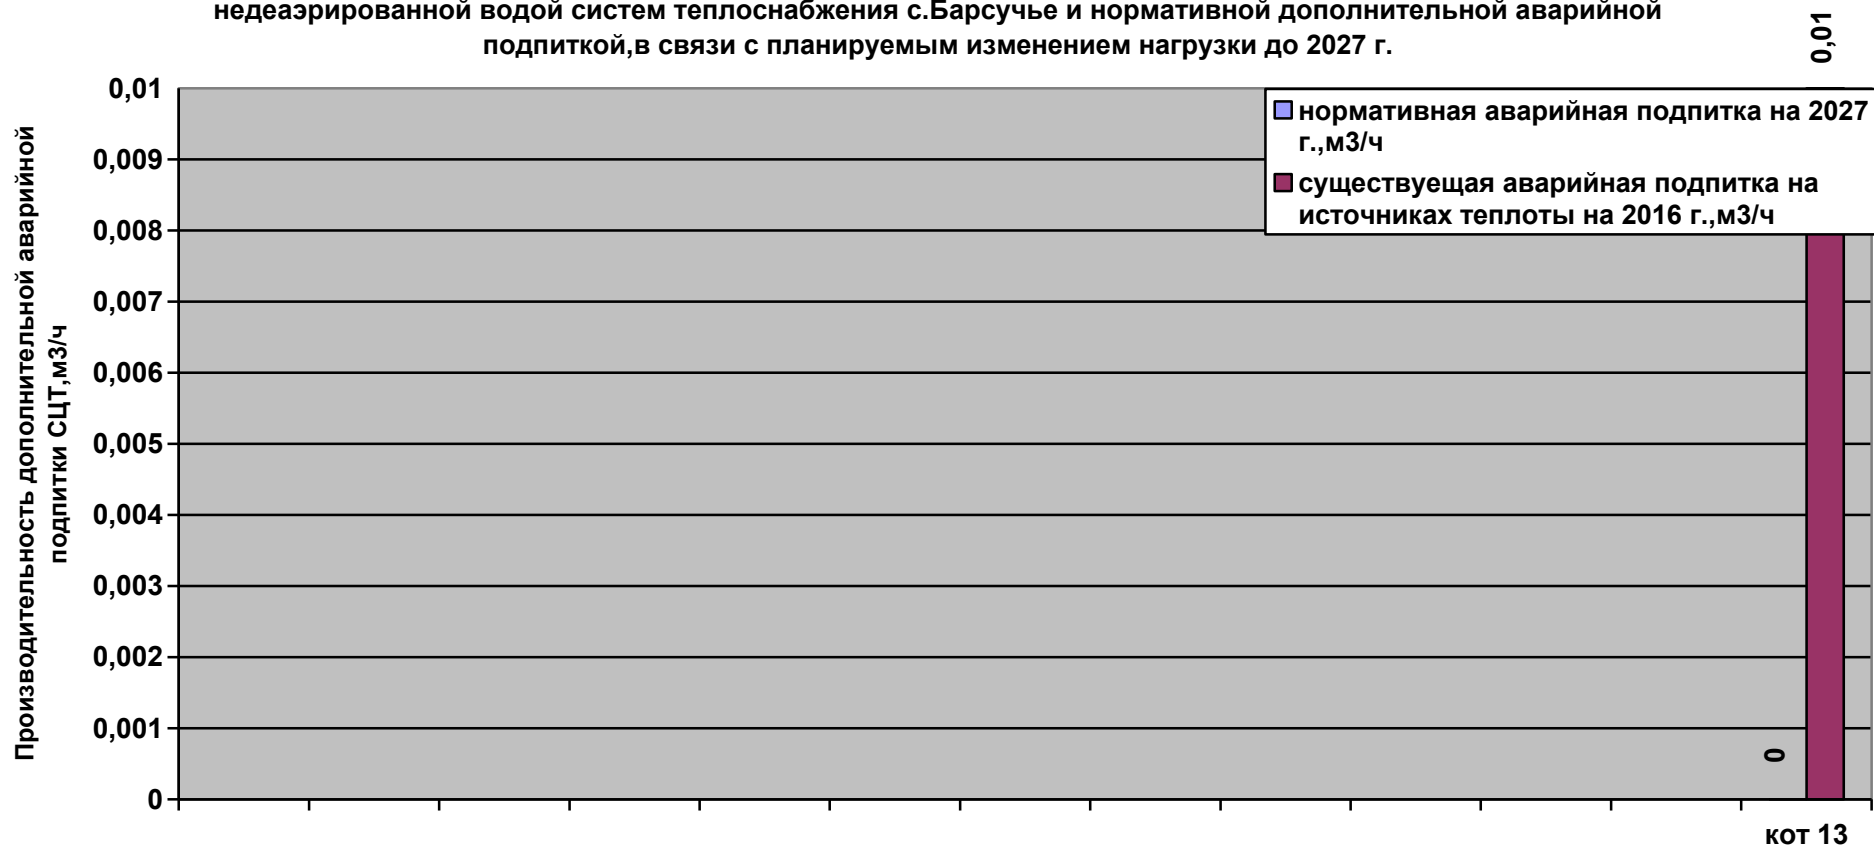 недеаэрированной водой систем теплоснабжения с.Барсучье и нормативной дополнительной аварийной
подпиткой,в связи с планируемым изменением нагрузки до 2027 г.
0,01
0,01
0,009
0,008
0,007
0,006
0,005
0,004
0,003
0,002
0,001
0
Производительность дополнительной аварийной
подпитки СЦТ,м3/ч
нормативная аварийная подпитка на 2027
г.,м3/ч
существуещая аварийная подпитка на
источниках теплоты на 2016 г.,м3/ч
0
кот 13